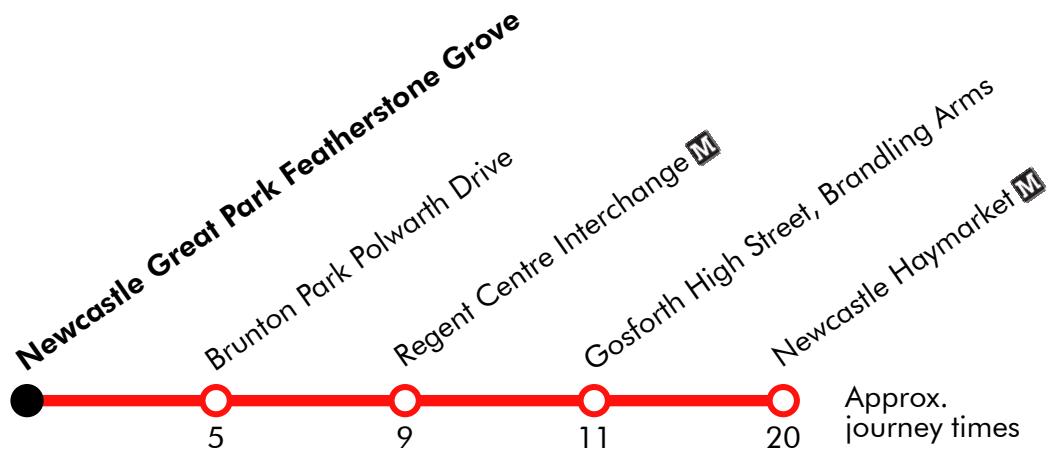 Newcastle Great Park Featherstone Grove
Brunton Park Polwarth Drive
Regent Centre Interchange M
Gosforth High Street, Brandling Arms
Newcastle Haymarket M
5
9
11
20
Approx.
journey times